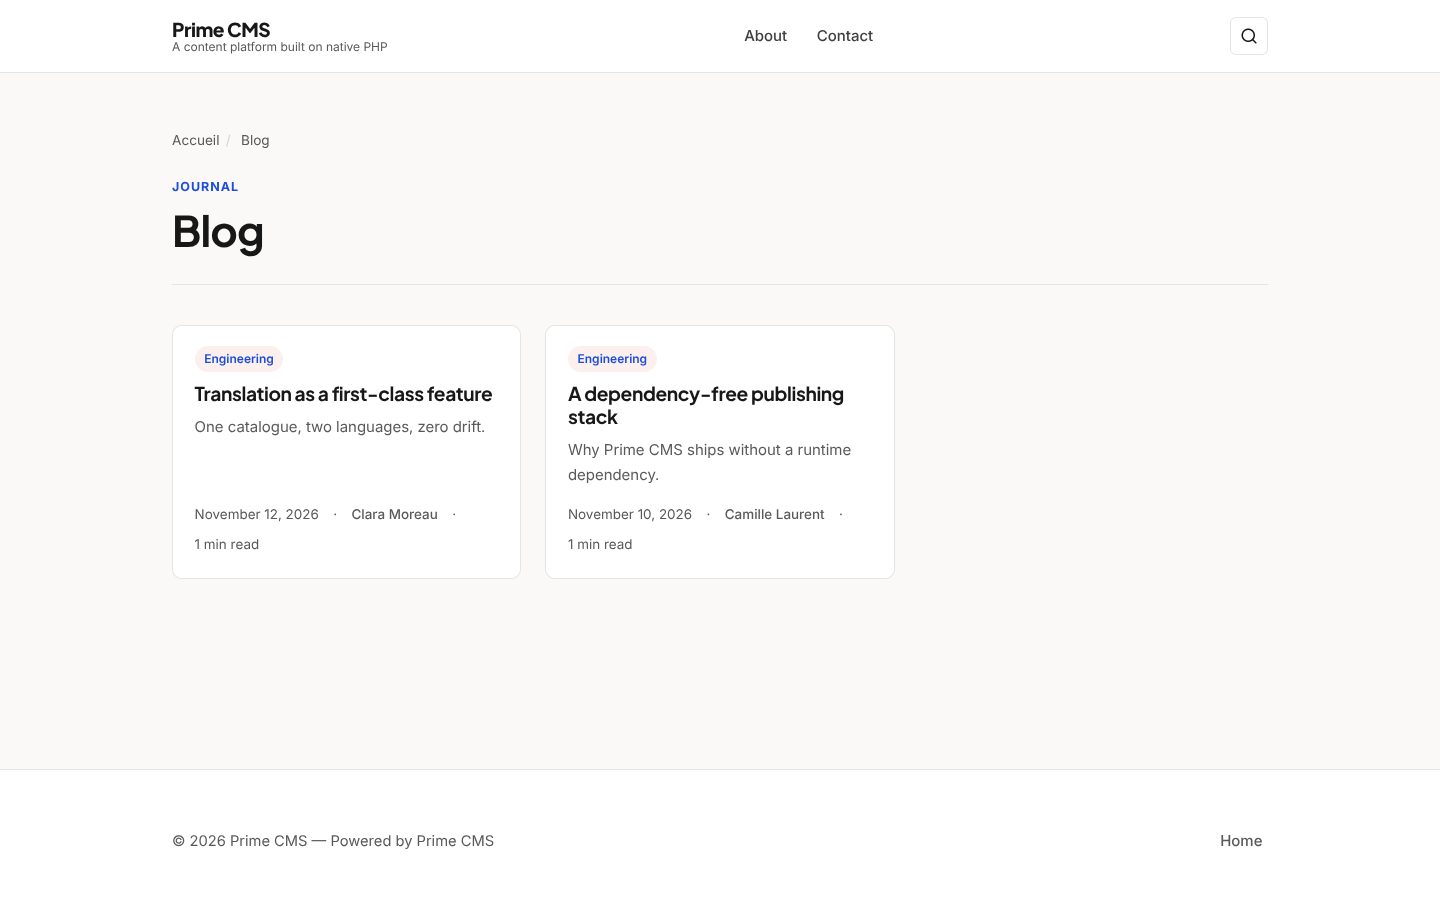 Prime CMS
A content platform built on native PHP
About
Contact
Accueil / Blog
JOURNAL
Blog
Engineering
Translation as a first-class feature
One catalogue, two languages, zero drift.
November 12, 2026 · Clara Moreau ·
1 min read
Engineering
A dependency-free publishing
stack
Why Prime CMS ships without a runtime
dependency.
November 10, 2026 · Camille Laurent ·
1 min read
© 2026 Prime CMS — Powered by Prime CMS
Home